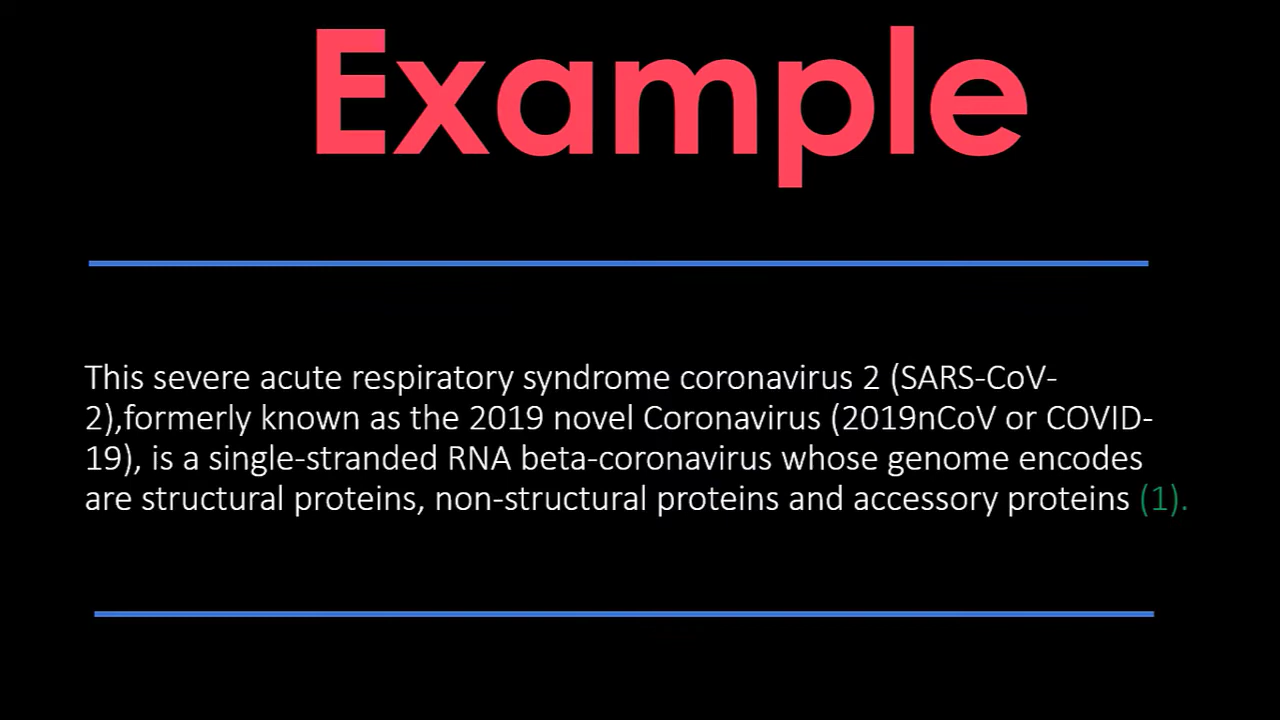 Example
This severe acute respiratory syndrome coronavirus 2 (SARS-CoV-
2),formerly known as the 2019 novel Coronavirus (2019nCoV or COVID-
19), is a single-stranded RNA beta-coronavirus whose genome encodes
are structural proteins, non-structural proteins and accessory proteins (1).